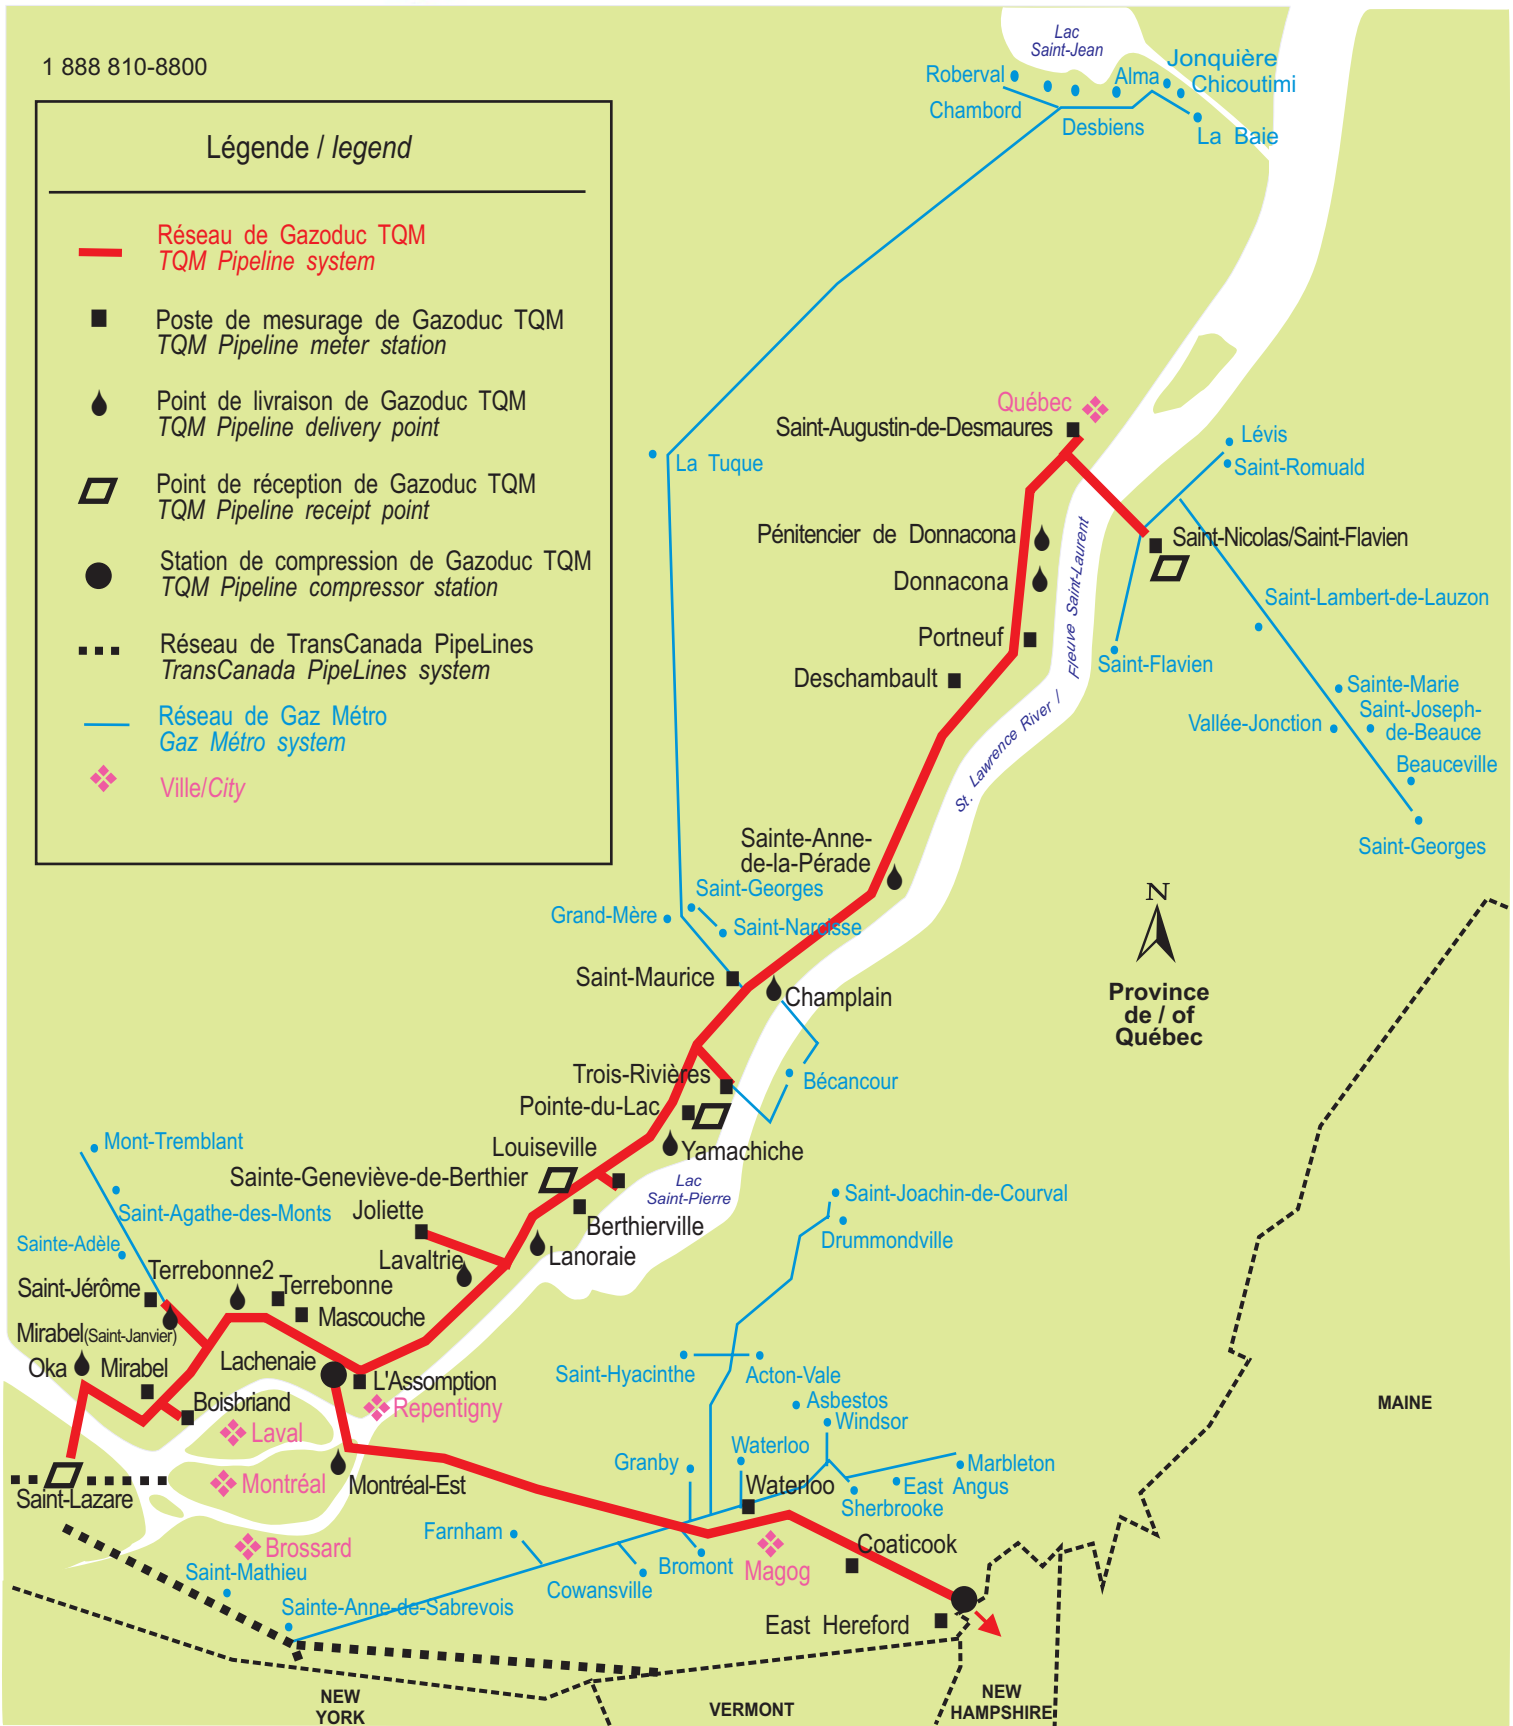 1 888 810-8800
Légende / legend
Réseau de Gazoduc TQM
TQM Pipeline system
Poste de mesurage de Gazoduc TQM
TQM Pipeline meter station
Point de livraison de Gazoduc TQM
TQM Pipeline delivery point
Point de réception de Gazoduc TQM
TQM Pipeline receipt point
Station de compression de Gazoduc TQM
TQM Pipeline compressor station
Réseau de TransCanada PipeLines
TransCanada PipeLines system
Réseau de Gaz Métro
Gaz Métro system
Ville/City
Lac
Saint-Jean
Roberval
Alma
Jonquière
Chicoutimi
Chambord
Desbiens
La Baie
Québec
Saint-Augustin-de-Desmaures
Lévis
Saint-Romuald
La Tuque
Pénitencier de Donnacona
Saint-Nicolas/Saint-Flavien
Donnacona
Saint-Lambert-de-Lauzon
Portneuf
Saint-Flavien
Deschambault
St. Lawrence River / Fleuve Saint-Laurent
Sainte-Marie
Saint-Joseph-
de-Beauce
Vallée-Jonction
Beauceville
Saint-Georges
Sainte-Anne-
de-la-Pérade
Saint-Georges
Grand-Mère
Saint-Narcisse
N
Saint-Maurice
Champlain
Province
de / of
Québec
Trois-Rivières
Bécancour
Pointe-du-Lac
Mont-Tremblant
Louiseville
Yamachiche
Sainte-Geneviève-de-Berthier
Lac
Saint-Pierre
Saint-Joachin-de-Courval
Saint-Agathe-des-Monts
Joliette
Berthierville
Drummondville
Sainte-Adèle
Lavaltrie
Lanoraie
Terrebonne2
Saint-Jérôme
Terrebonne
Mascouche
Mirabel(Saint-Janvier)
Oka
Mirabel
Lachenaie
L'Assomption
Saint-Hyacinthe
Acton-Vale
Boisbriand
Repentigny
Asbestos
MAINE
Laval
Windsor
Waterloo
Granby
Marbleton
Montréal
Montréal-Est
Waterloo
East Angus
Saint-Lazare
Sherbrooke
Farnham
Brossard
Coaticook
Bromont
Magog
Saint-Mathieu
Cowansville
Sainte-Anne-de-Sabrevois
East Hereford
NEW
YORK
VERMONT
NEW
HAMPSHIRE